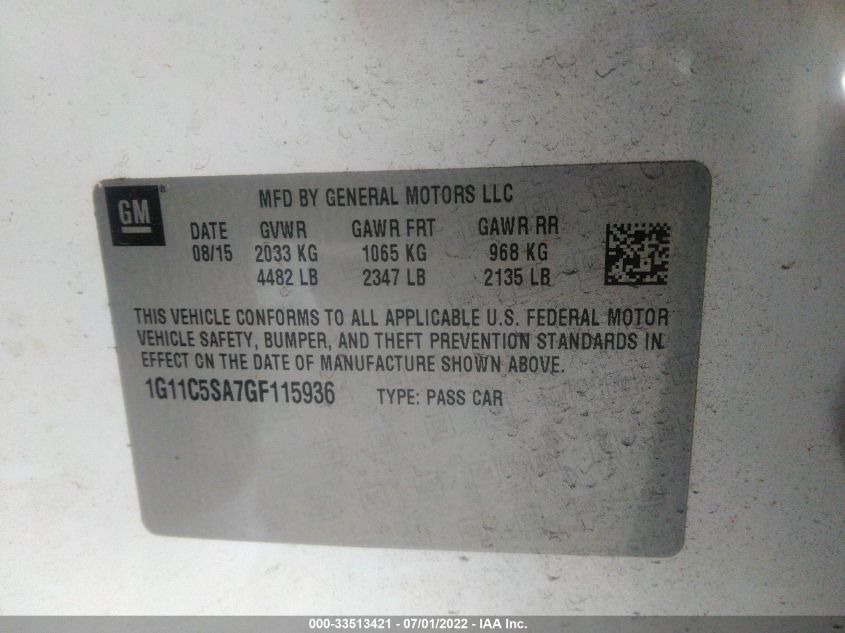 GM
®
MFD BY GENERAL MOTORS LLC
DATE GVWR GAWR FRT GAWR RR
08/15 2033 KG 1065 KG 968 KG
4482 LB 2347 LB 2135 LB
THIS VEHICLE CONFORMS TO ALL APPLICABLE U.S. FEDERAL MOTOR
VEHICLE SAFETY, BUMPER, AND THEFT PREVENTION STANDARDS IN
EFFECT ON THE DATE OF MANUFACTURE SHOWN ABOVE.
1G11C5SA7GF115936 TYPE: PASS CAR
000-33513421 - 07/01/2022 - IAA Inc.